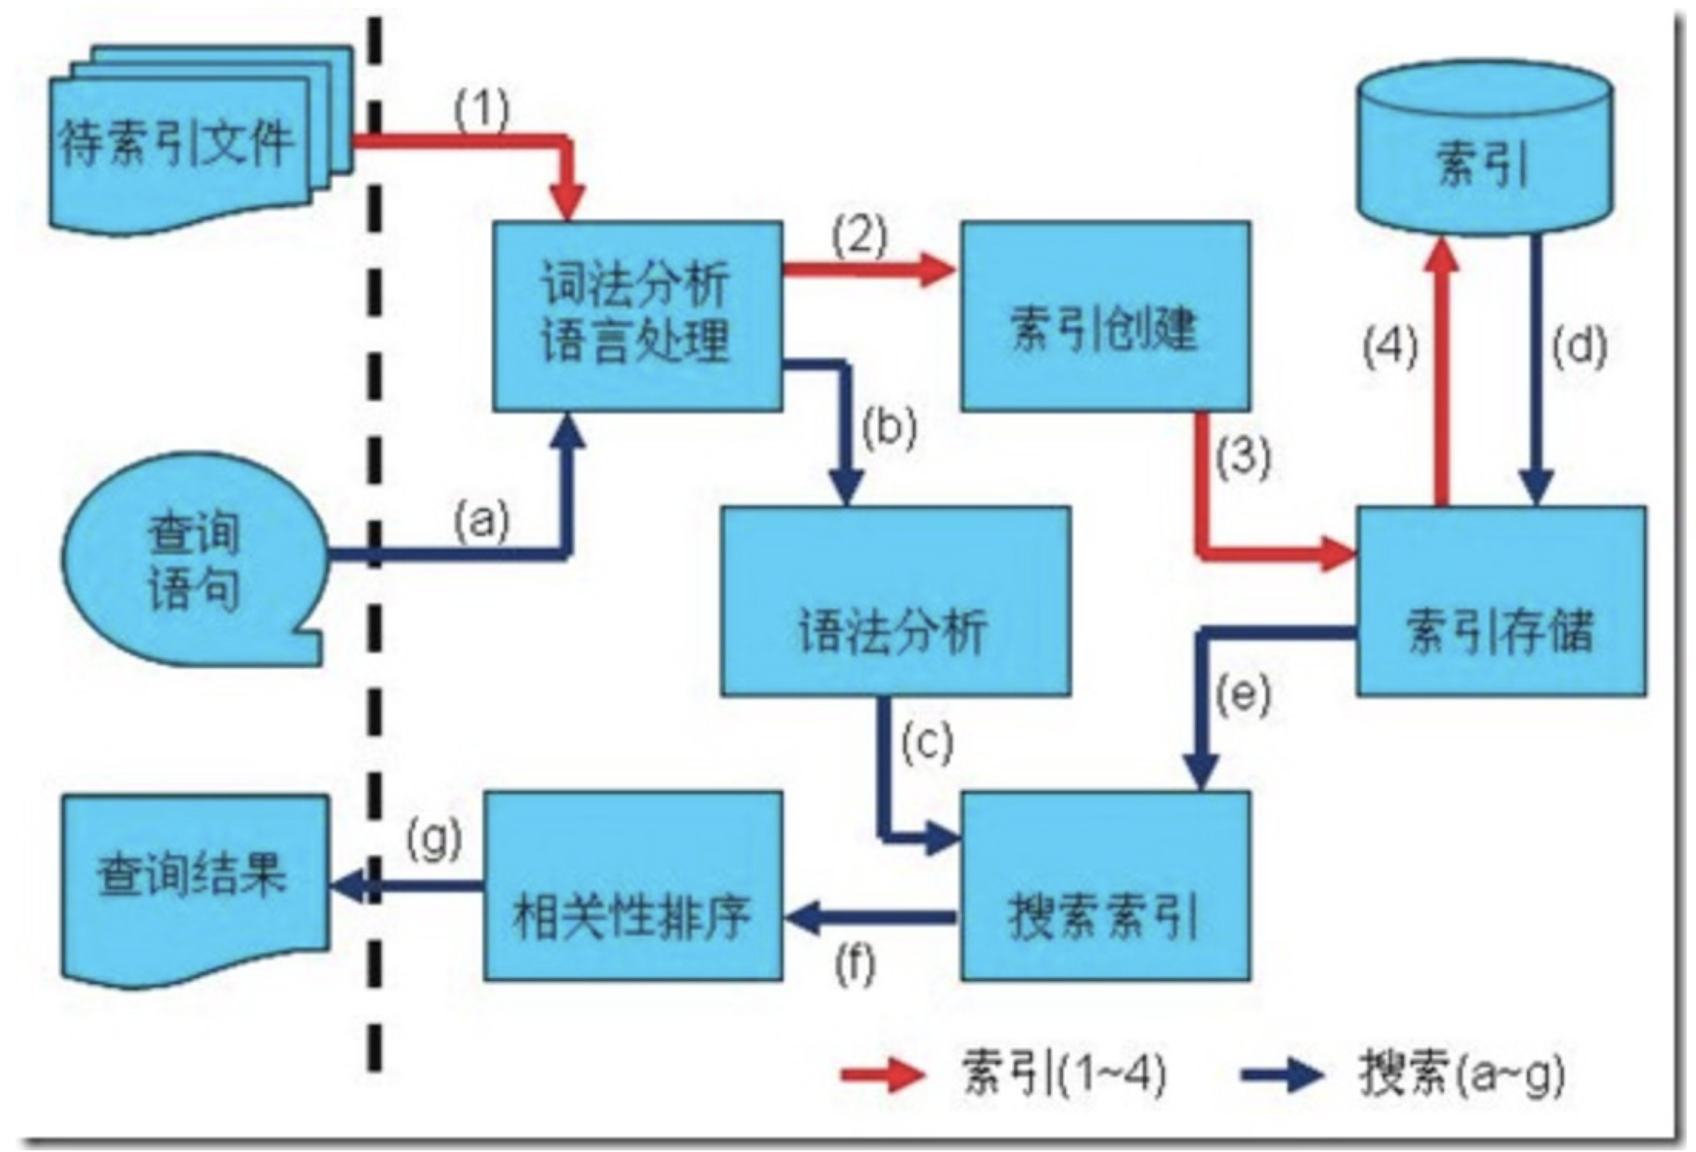 待索引文件
(1)
索引
词法分析
语言处理
(2)
索引创建
(4)
(d)
(b)
(3)
查询
语句
(a)
语法分析
索引存储
(c)
(e)
查询结果
(g)
相关性排序
(f)
搜索索引
索引(1~4)
搜索(a~g)